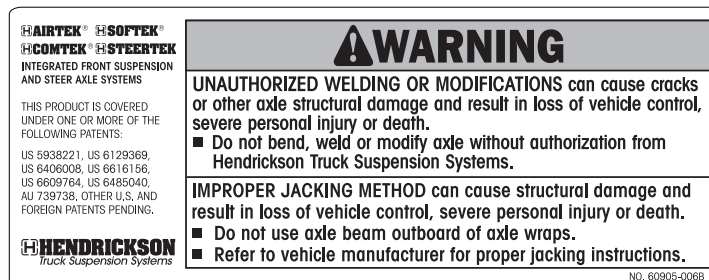 AIRTEK® SOFTEK®
COMTEK® STEERTEK
INTEGRATED FRONT SUSPENSION
AND STEER AXLE SYSTEMS
THIS PRODUCT IS COVERED
UNDER ONE OR MORE OF THE
FOLLOWING PATENTS:
US 5938221, US 6129369,
US 6406008, US 6616156,
US 6609764, US 6485040,
AU 739738, OTHER U,S, AND
FOREIGN PATENTS PENDING.
HENDRICKSON
Truck Suspension Systems
WARNING
UNAUTHORIZED WELDING OR MODIFICATIONS can cause cracks
or other axle structural damage and result in loss of vehicle control,
severe personal injury or death.
■ Do not bend, weld or modify axle without authorization from
Hendrickson Truck Suspension Systems.
IMPROPER JACKING METHOD can cause structural damage and
result in loss of vehicle control, severe personal injury or death.
■ Do not use axle beam outboard of axle wraps.
■ Refer to vehicle manufacturer for proper jacking instructions.
NO. 60905-006B